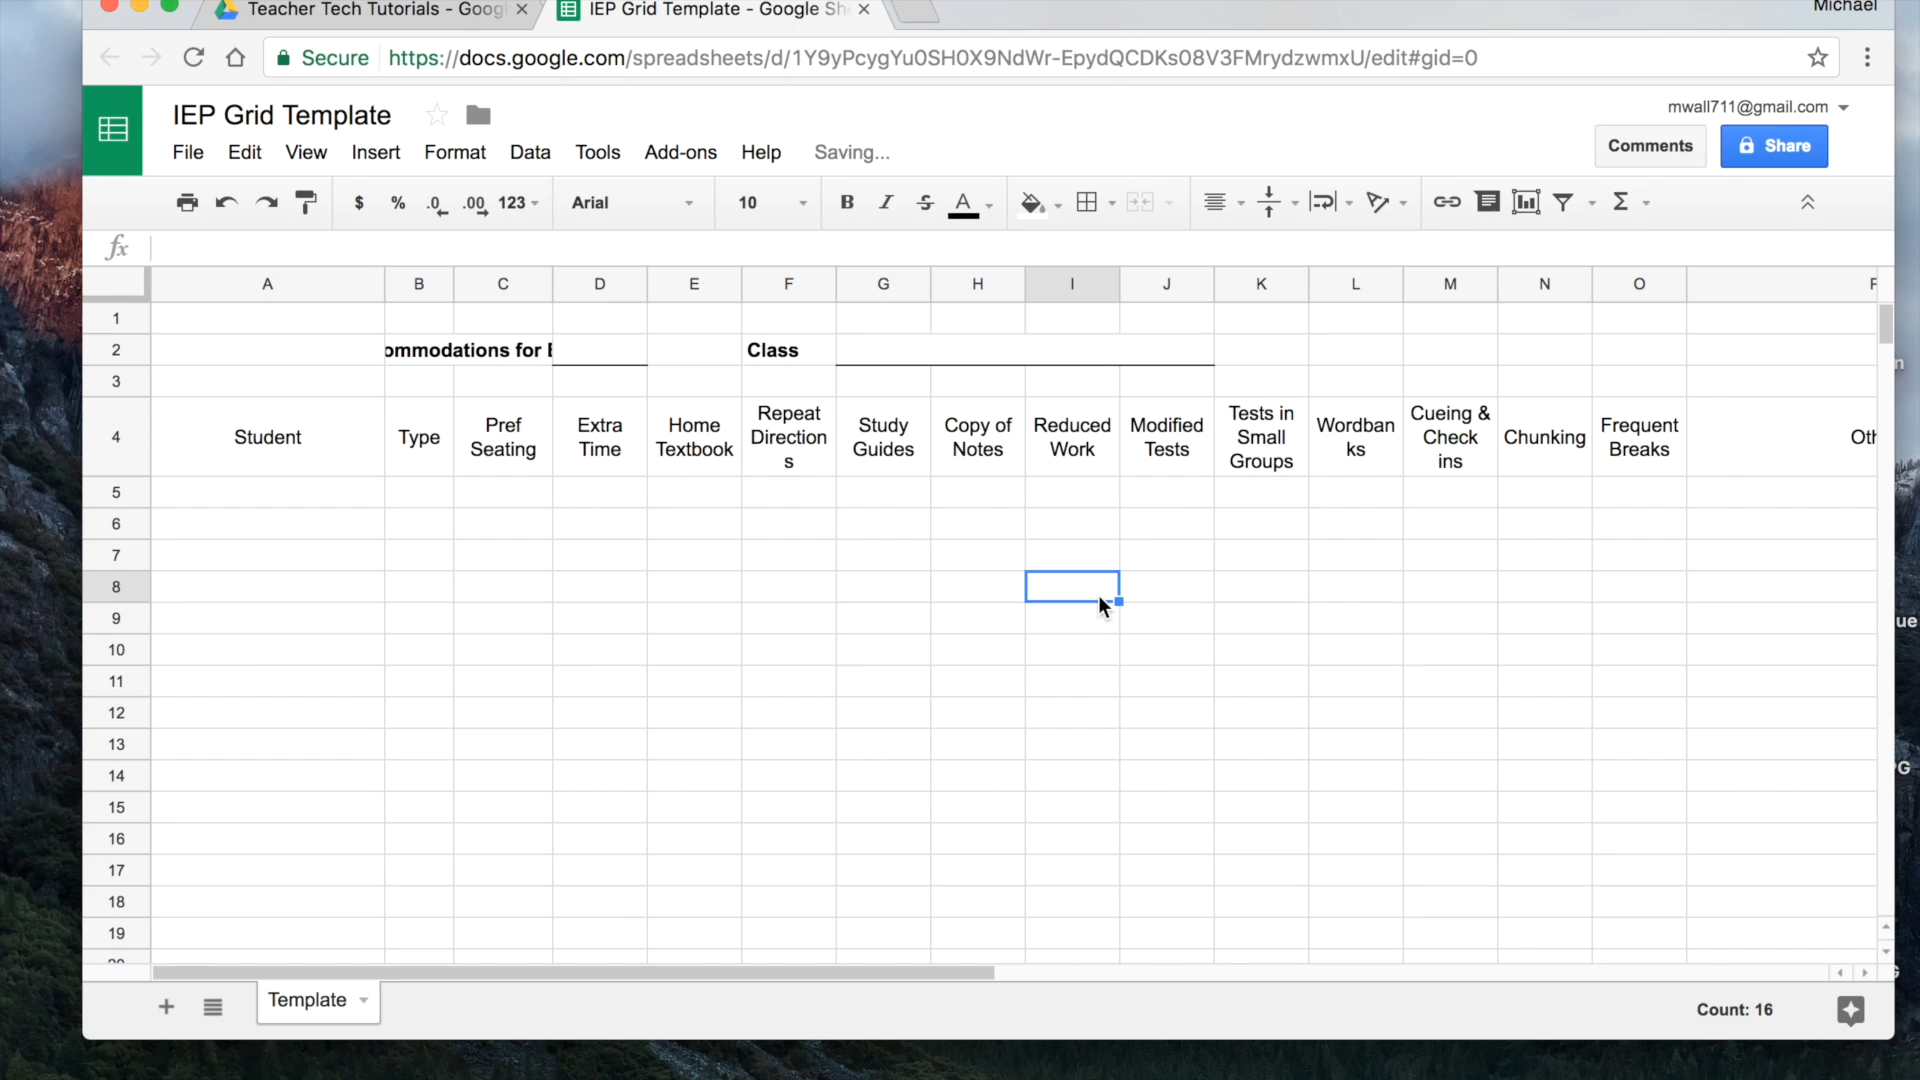 Teacher Tech Tutorials - Googl
IEP Grid Template - Google Sh
Michael
Secure https://docs.google.com/spreadsheets/d/1Y9yPcygYu0SH0X9NdWr-EpydQCDKs08V3FMrydzwmxU/edit#gid=0
IEP Grid Template
mwall711@gmail.com
File Edit View Insert Format Data Tools Add-ons Help Saving...
Comments Share
$ % .0 .00 123 Arial 10 B I S A Σ
fx
A B C D E F G H I J K L M N O
1
2 ommodations for Class
3
4 Student Type Pref Seating Extra Time Home Textbook Repeat Directions Study Guides Copy of Notes Reduced Work Modified Tests Tests in Small Groups Wordbanks Cueing & Check ins Chunking Frequent Breaks Oth
5
6
7
8
9
10
11
12
13
14
15
16
17
18
19
Template
Count: 16